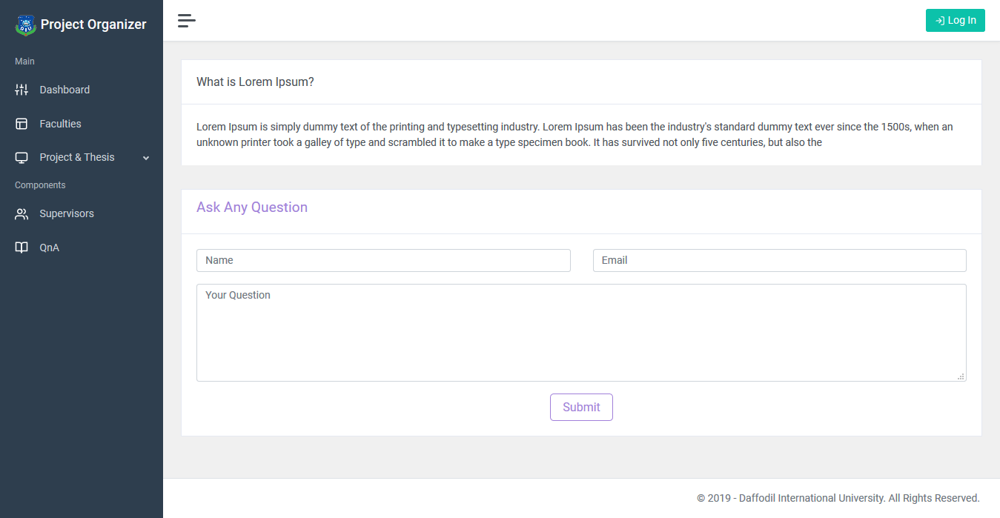 Project Organizer
Log In
Main
Dashboard
Faculties
Project & Thesis
Components
Supervisors
QnA
What is Lorem Ipsum?
Lorem Ipsum is simply dummy text of the printing and typesetting industry. Lorem Ipsum has been the industry's standard dummy text ever since the 1500s, when an
unknown printer took a galley of type and scrambled it to make a type specimen book. It has survived not only five centuries, but also the
Ask Any Question
Name
Email
Your Question
Submit
© 2019 - Daffodil International University. All Rights Reserved.